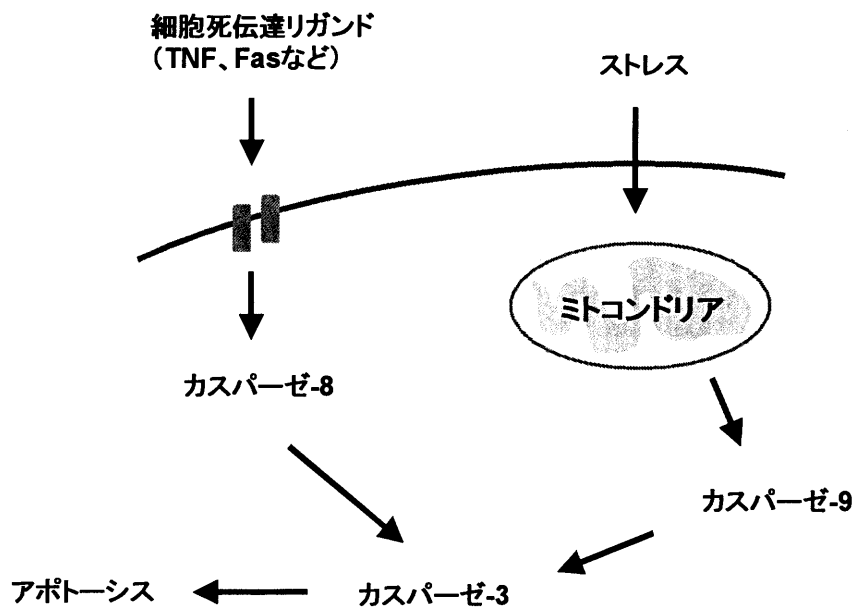 細胞死伝達リガンド
(TNF、Fasなど)
ストレス
ミトコンドリア
カスパーゼ-8
カスパーゼ-9
カスパーゼ-3
アポトーシス